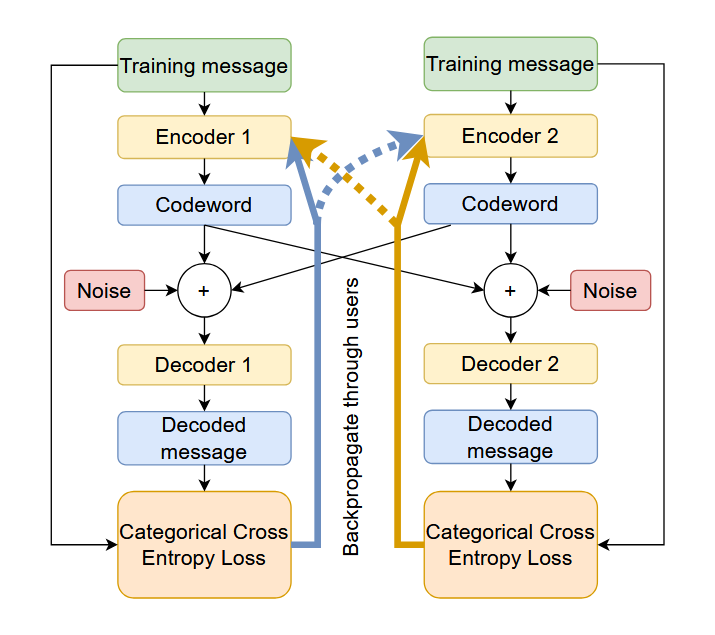 Training message
Encoder 1
Codeword
Noise
+
Decoder 1
Decoded
message
Categorical Cross
Entropy Loss
Backpropagate through users
Training message
Encoder 2
Codeword
+
Noise
Decoder 2
Decoded
message
Categorical Cross
Entropy Loss